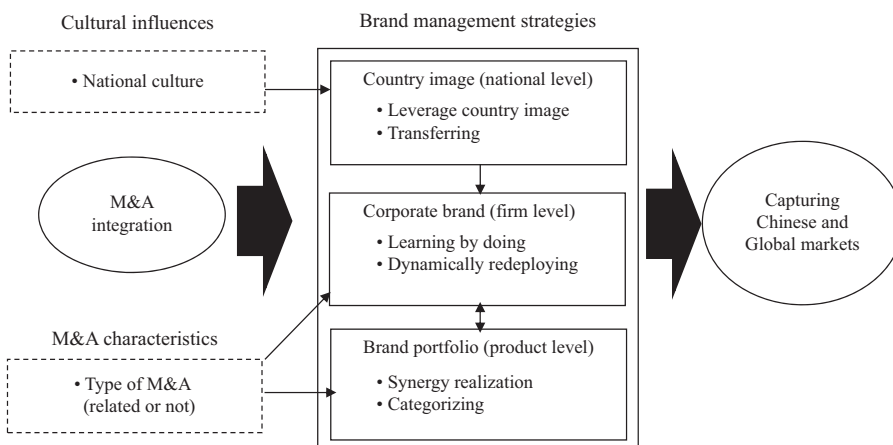 Cultural influences
• National culture
M&A
integration
M&A characteristics
• Type of M&A
(related or not)
Brand management strategies
Country image (national level)
• Leverage country image
• Transferring
Corporate brand (firm level)
• Learning by doing
• Dynamically redeploying
Brand portfolio (product level)
• Synergy realization
• Categorizing
Capturing
Chinese and
Global markets